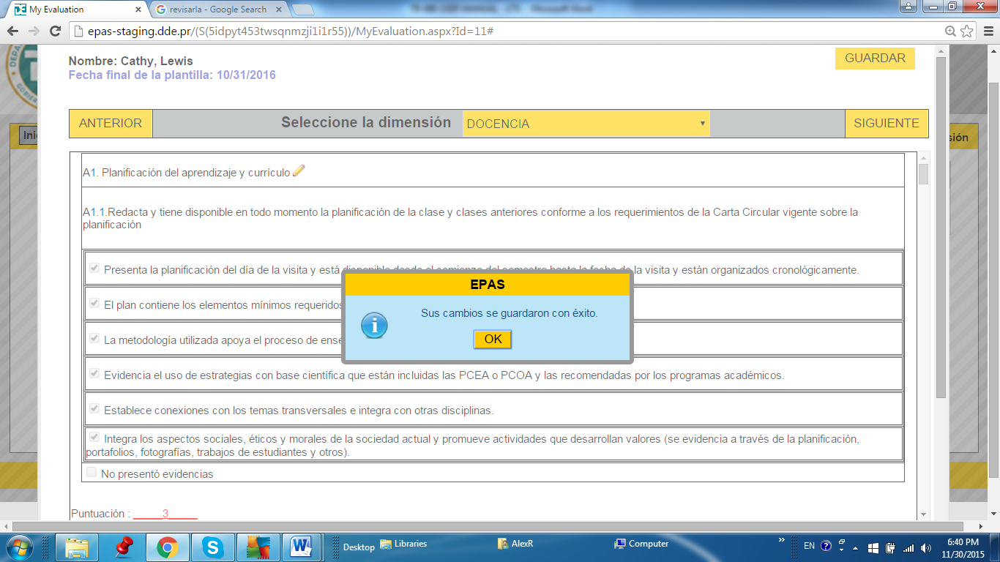 My Evaluation
revisarla - Google Search
epas-staging.dde.pr/(S(5idpyt453twsqnmzji1i1r55))/MyEvaluation.aspx?Id=11#
Nombre: Cathy, Lewis
GUARDAR
Fecha final de la plantilla: 10/31/2016
ANTERIOR
Seleccione la dimensión
DOCENCIA
SIGUIENTE
A1. Planificación del aprendizaje y currículo
A1.1.Redacta y tiene disponible en todo momento la planificación de la clase y clases anteriores conforme a los requerimientos de la Carta Circular vigente sobre la
planificación
Presenta la planificación del día de la visita y está disponible desde el comienzo del semestre hasta la fecha de la visita y están organizados cronológicamente.
El plan contiene los elementos mínimos requeridos
La metodología utilizada apoya el proceso de
EPAS
Sus cambios se guardaron con éxito.
OK
Evidencia el uso de estrategias con base científica que están incluidas las PCEA o PCOA y las recomendadas por los programas académicos.
Establece conexiones con los temas transversales e integra con otras disciplinas.
Integra los aspectos sociales, éticos y morales de la sociedad actual y promueve actividades que desarrollan valores (se evidencia a través de la planificación,
portafolios, fotografías, trabajos de estudiantes y otros).
No presentó evidencias
Puntuación : 3
Desktop
Libraries
AlexR
Computer
EN
6:40 PM
11/30/2015